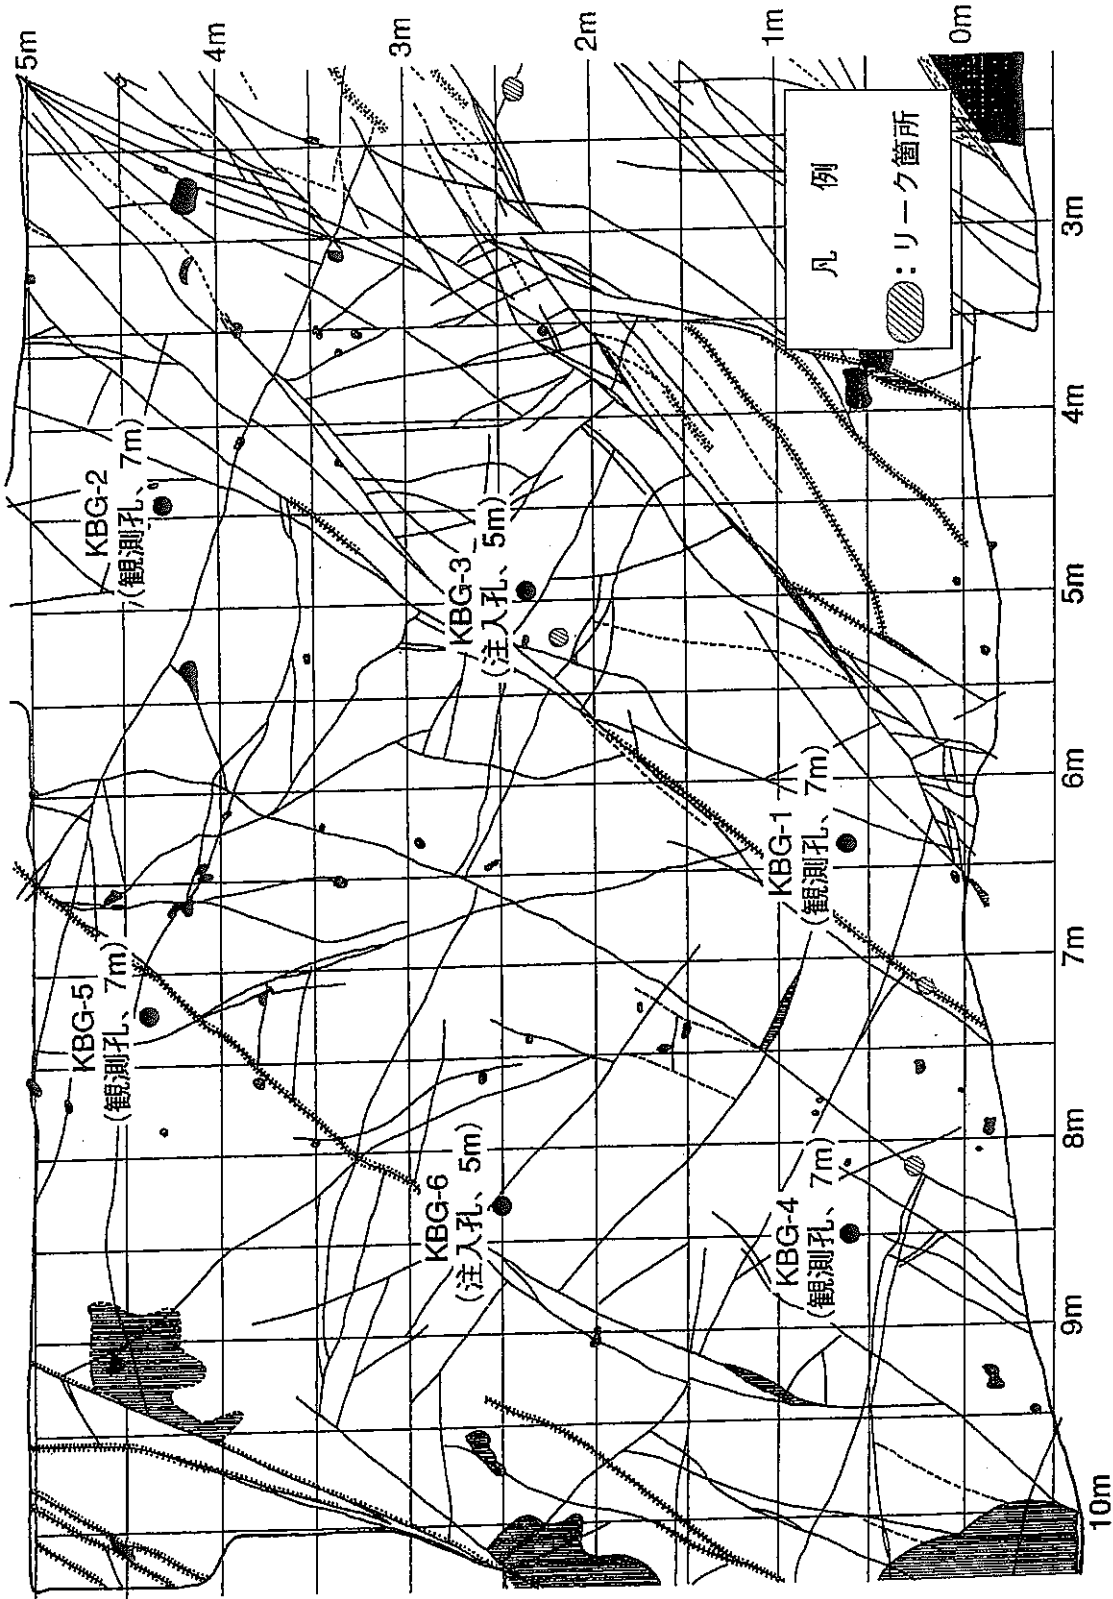 5m
4m
3m
2m
1m
0m
10m
9m
8m
7m
6m
5m
4m
3m
KBG-5
(観測孔、7m)
KBG-2
(観測孔、7m)
KBG-6
(注入孔、5m)
KBG-3
(注入孔、5m)
KBG-4
(観測孔、7m)
KBG-1
(観測孔、7m)
凡 例
:リーク箇所